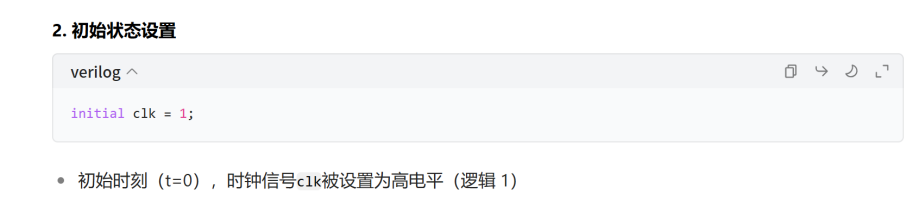 2. 初始状态设置
verilog
initial clk = 1;
初始时刻（t=0），时钟信号clk被设置为高电平（逻辑 1）